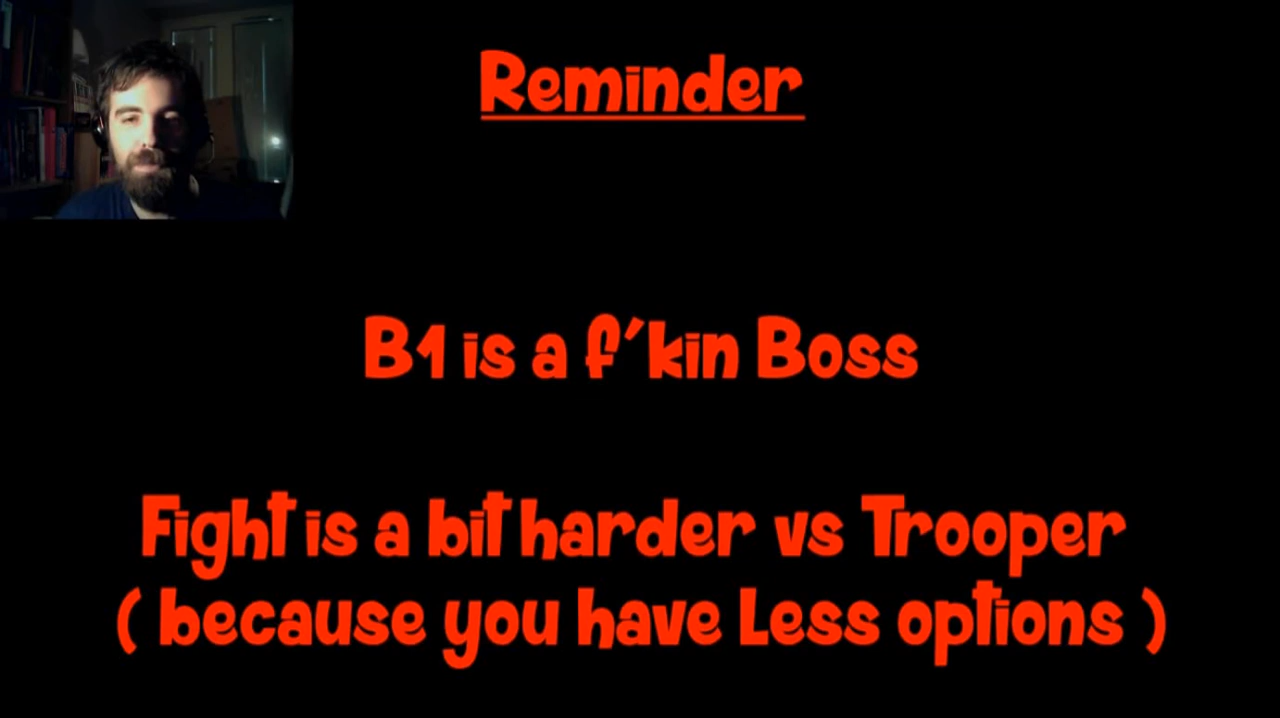 Reminder
B1 is a f'kin Boss
Fight is a bit harder vs Trooper
( because you have Less options )